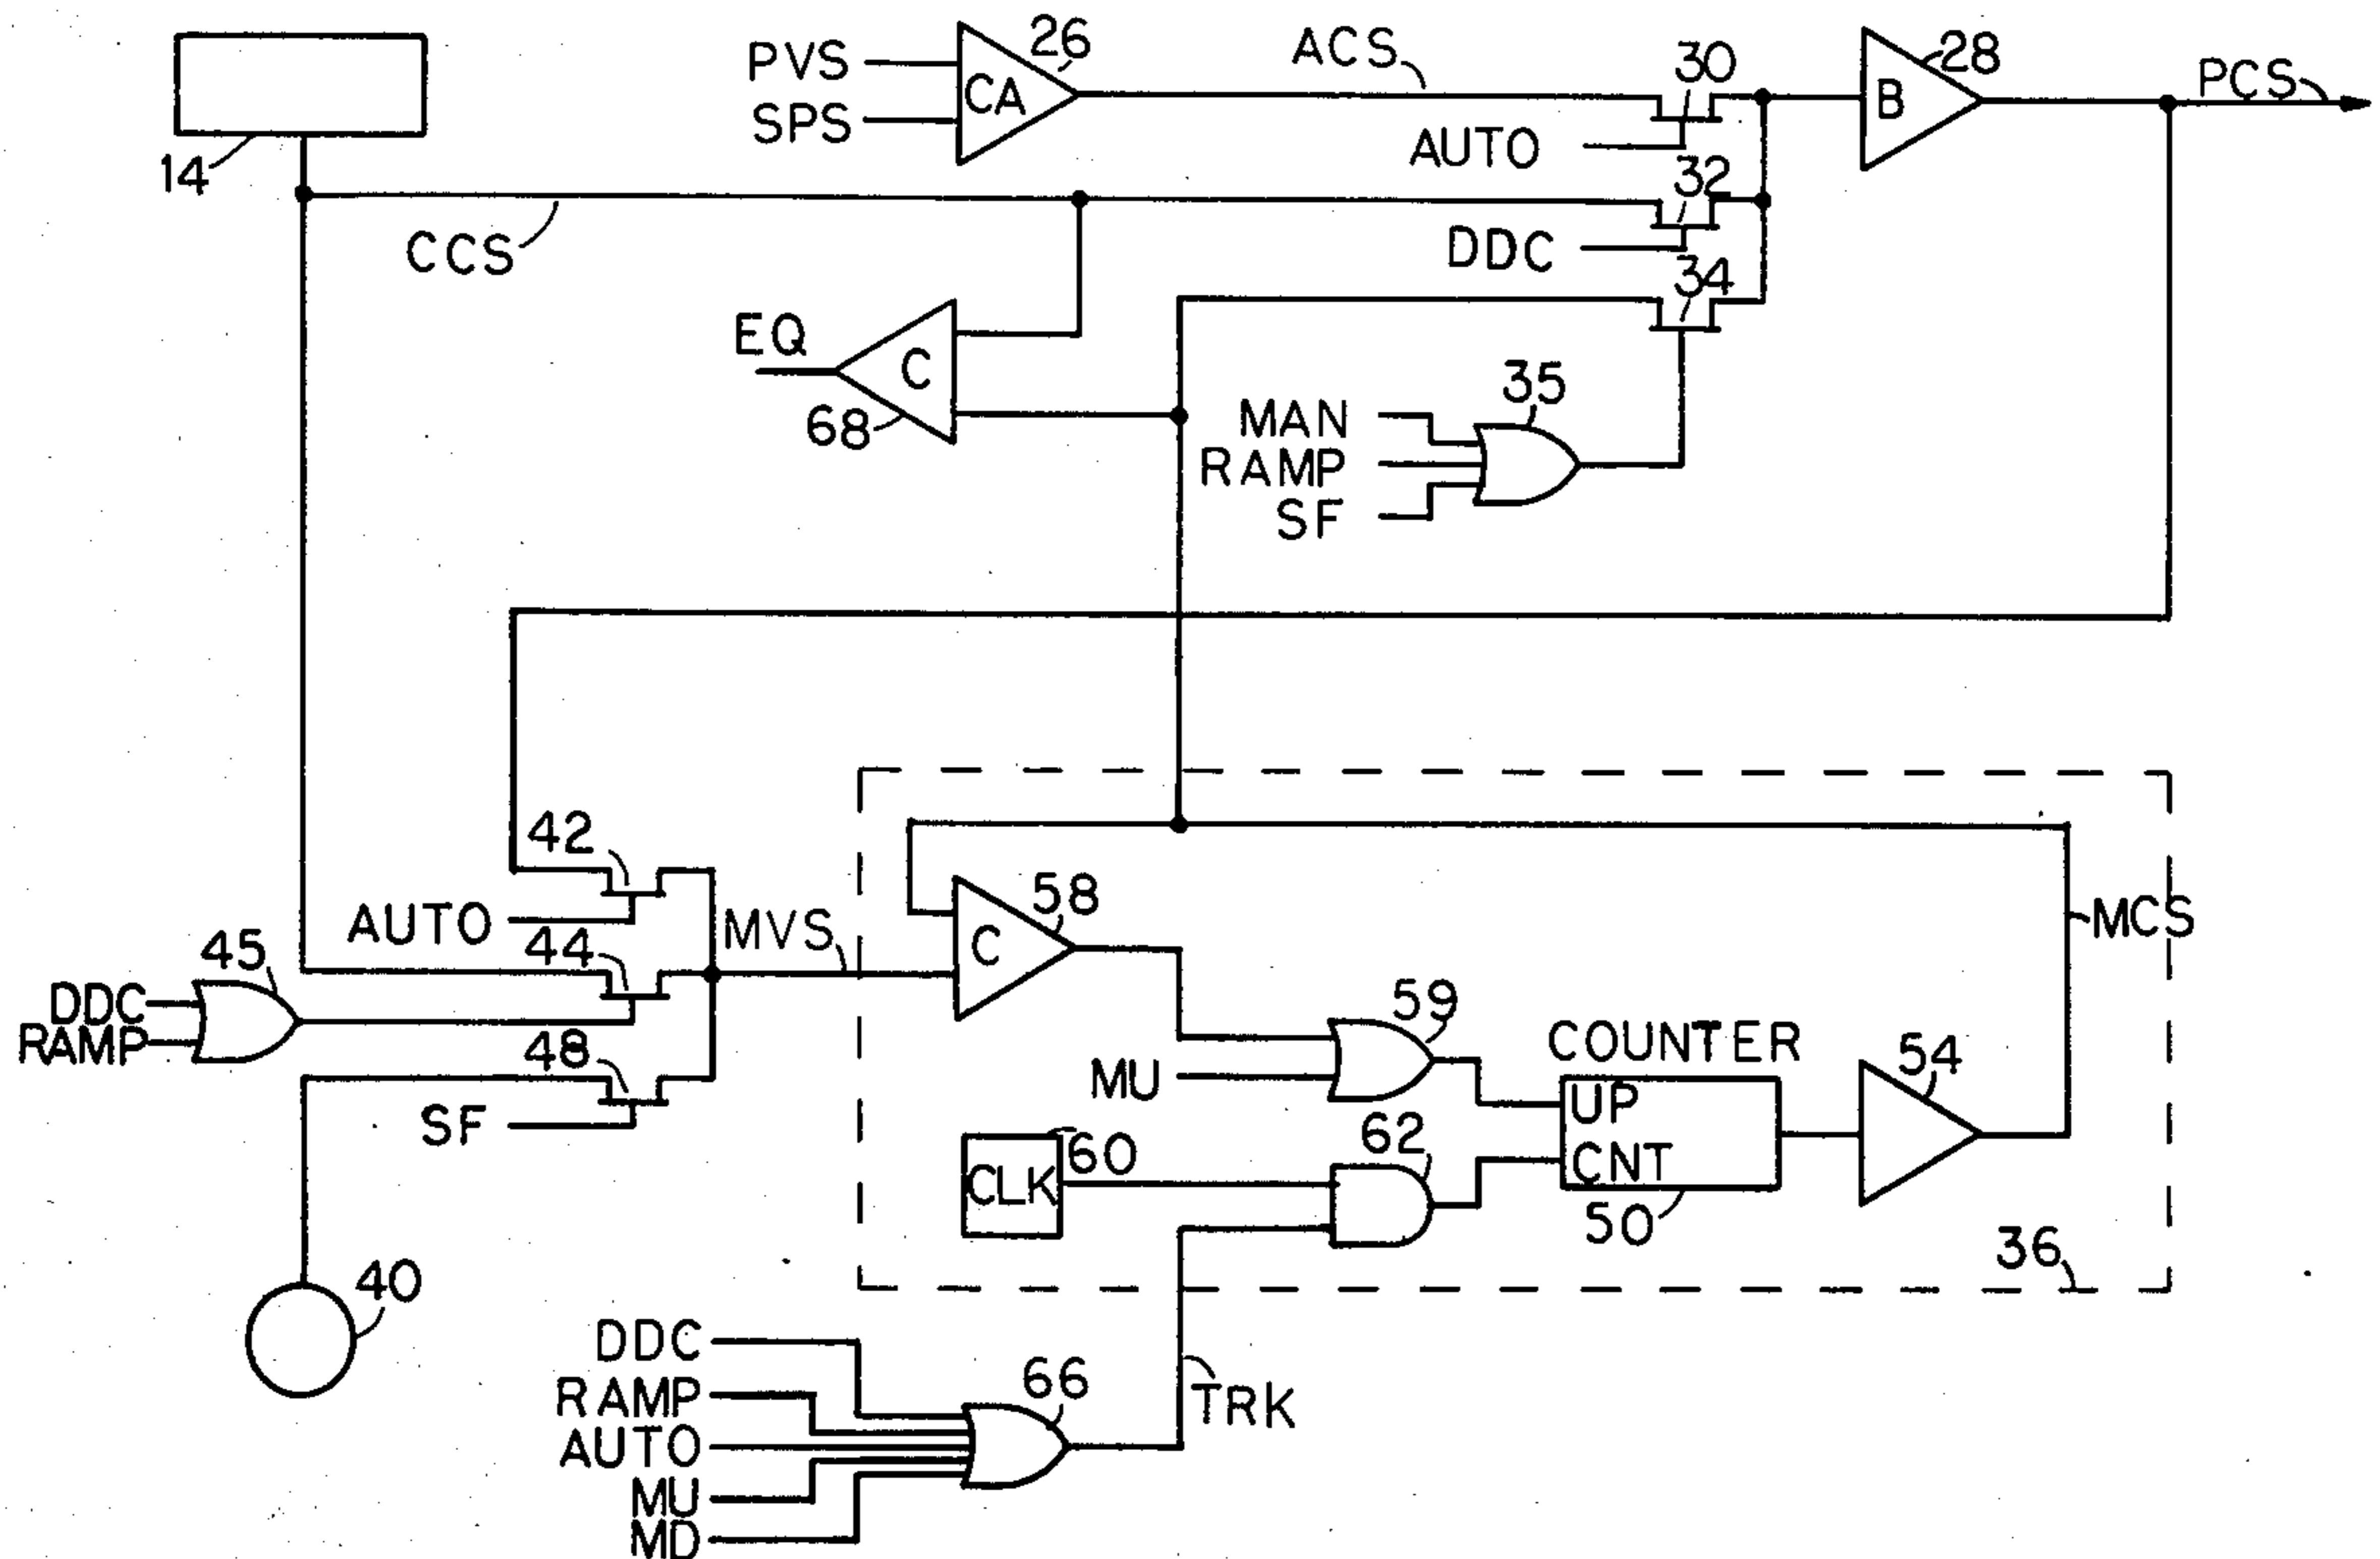 PVS
SPS
CA
26
ACS
30
AUTO
B
28
PCS
14
CCS
32
DDC
34
EQ
C
68
MAN
RAMP
SF
35
42
AUTO
44
45
DDC
RAMP
48
SF
MVS
C
58
MCS
59
MU
COUNTER
UP
CNT
50
54
CLK
60
62
36
40
DDC
RAMP
AUTO
MU
MD
66
TRK